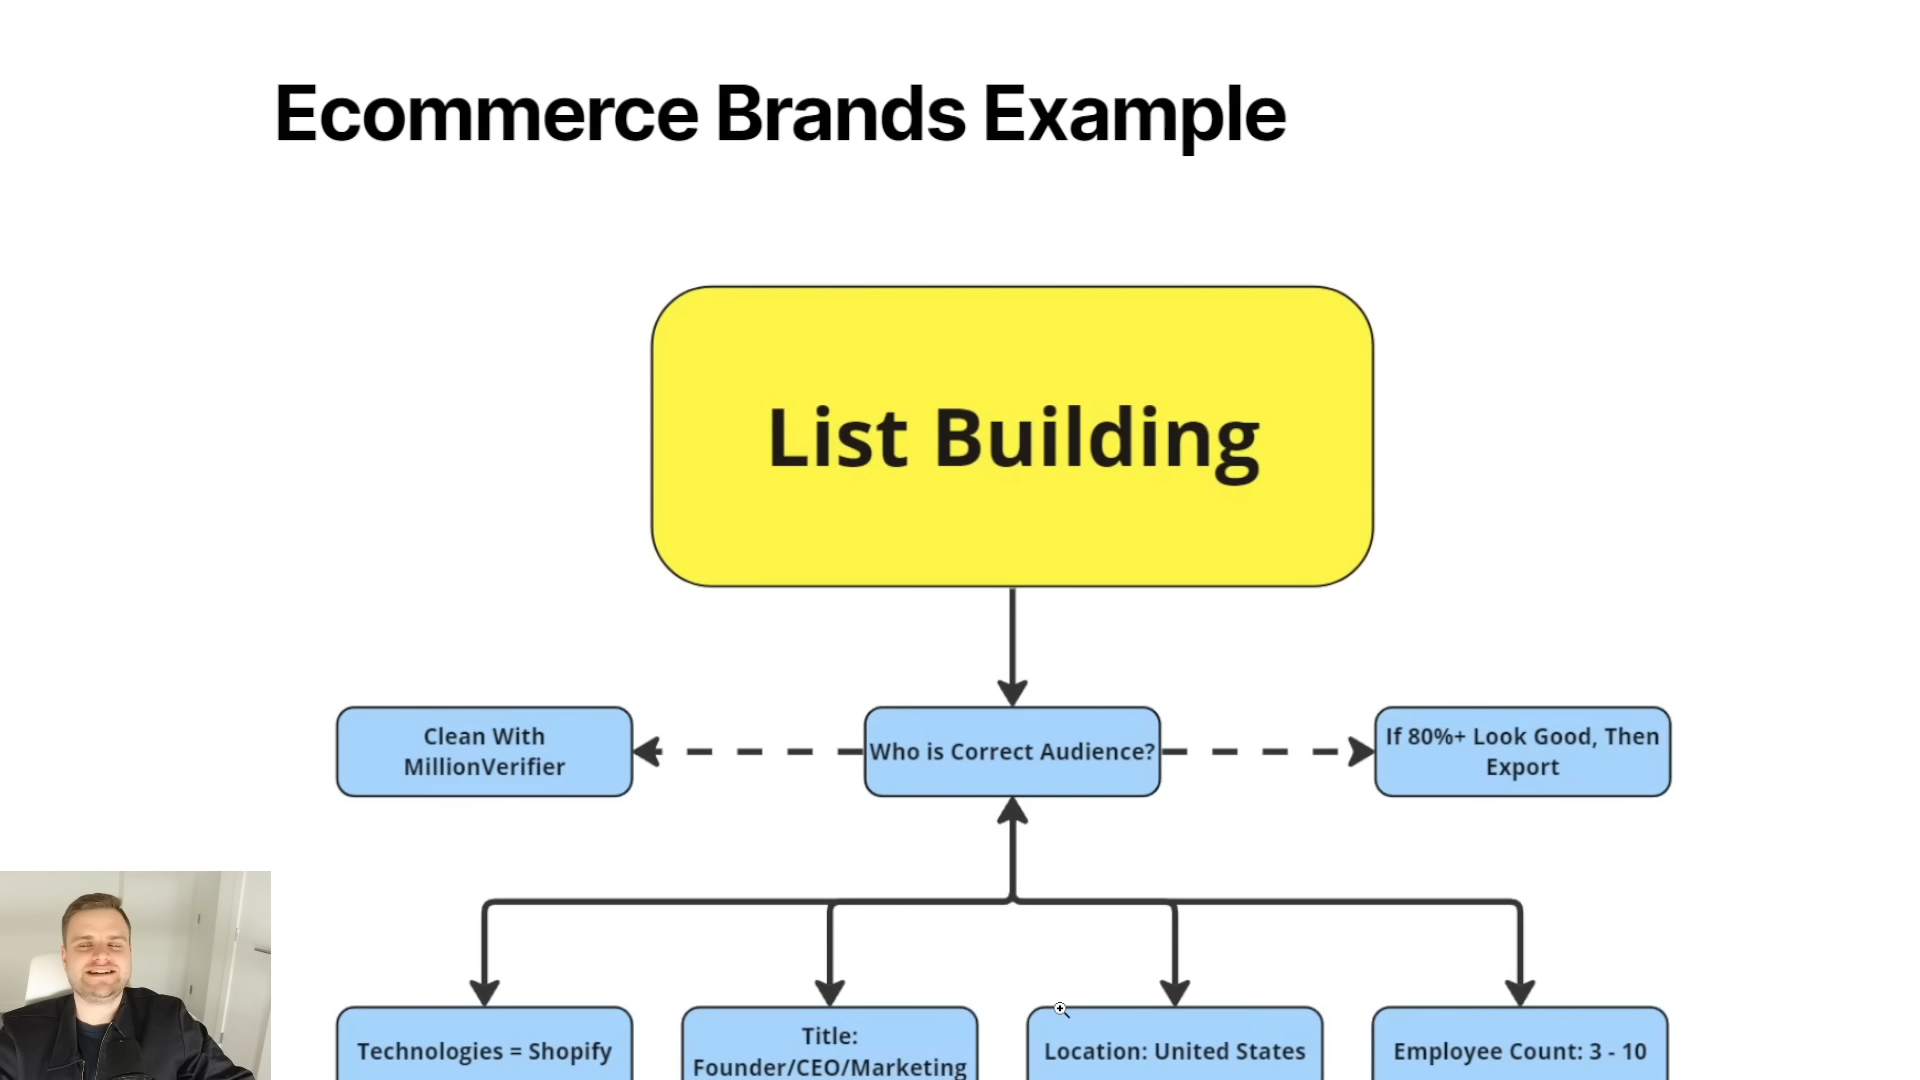 Ecommerce Brands Example
List Building
Clean With
MillionVerifier
Who is Correct Audience?
If 80%+ Look Good, Then
Export
Technologies = Shopify
Title:
Founder/CEO/Marketing
Location: United States
Employee Count: 3 - 10